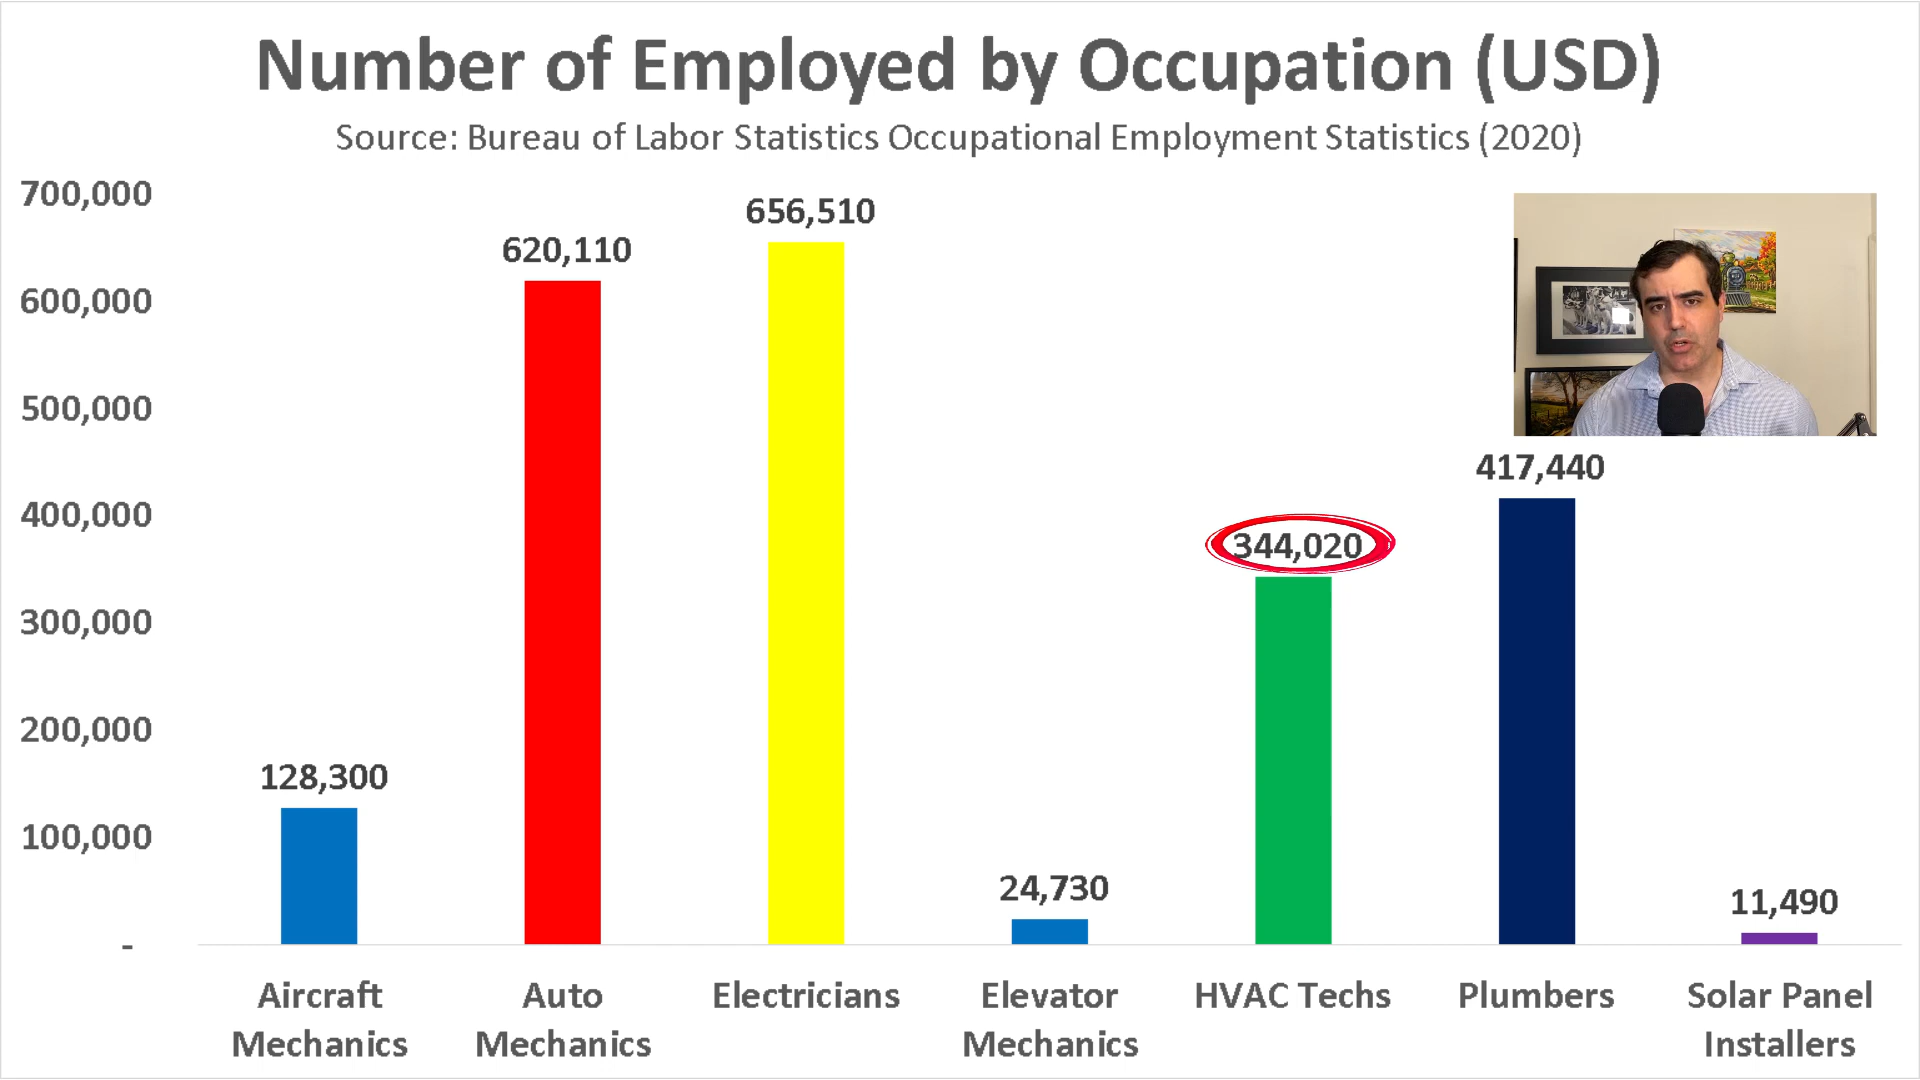 Number of Employed by Occupation (USD)
Source: Bureau of Labor Statistics Occupational Employment Statistics (2020)
700,000
600,000
500,000
400,000
300,000
200,000
100,000
-
128,300
620,110
656,510
24,730
344,020
417,440
11,490
Aircraft
Mechanics
Auto
Mechanics
Electricians
Elevator
Mechanics
HVAC Techs
Plumbers
Solar Panel
Installers